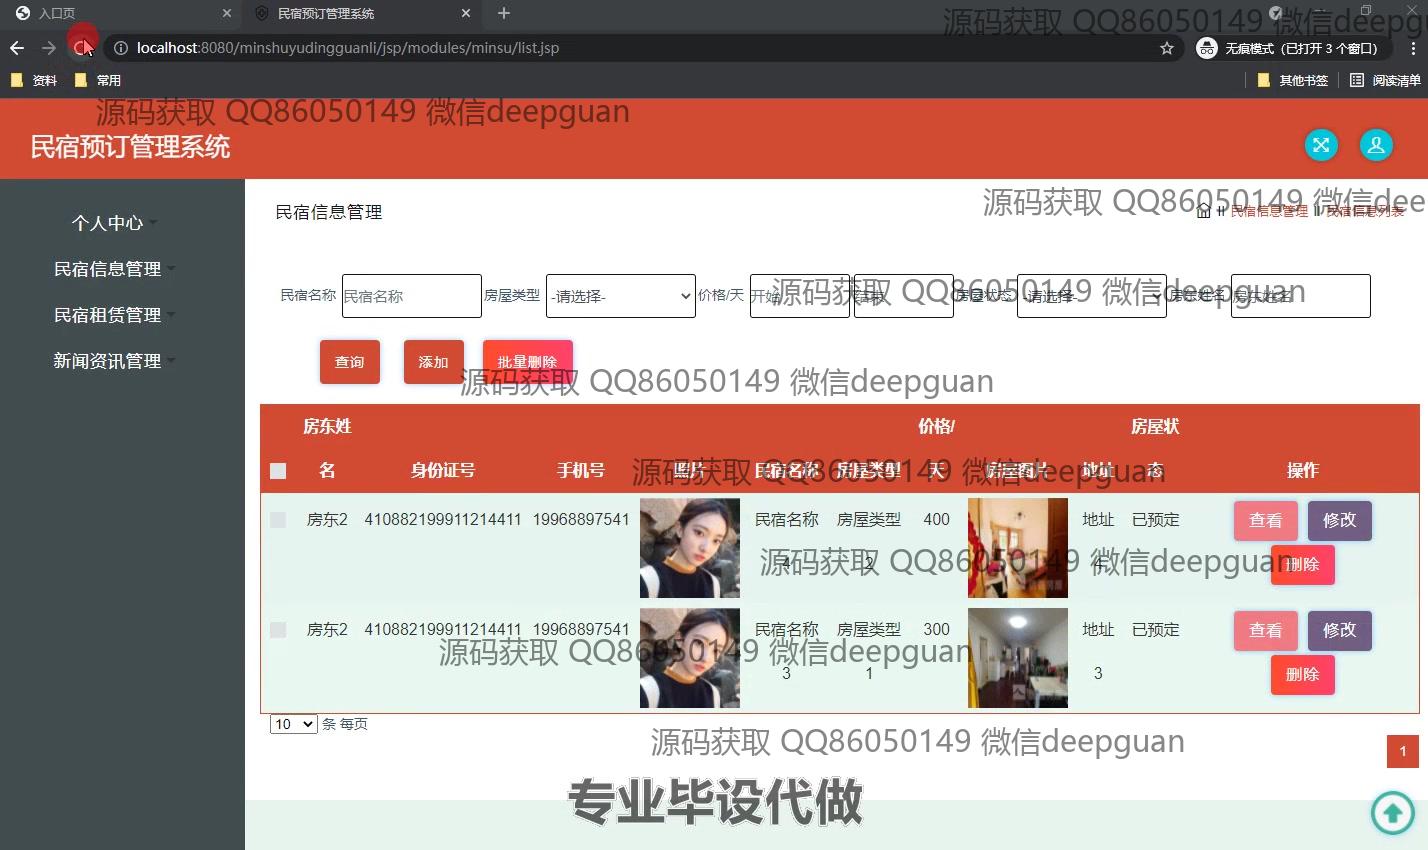 入口页
民宿预订管理系统
localhost:8080/minshuyudingguanli/jsp/modules/minsu/list.jsp
无痕模式（已打开 3 个窗口）
资料
常用
其他书签
阅读清单
源码获取 QQ86050149 微信deepgu
源码获取 QQ86050149 微信deepguan
民宿预订管理系统
个人中心
民宿信息管理
民宿租赁管理
新闻资讯管理
民宿信息管理
源码获取 QQ86050149 微信dee
民宿信息管理
民宿信息列表
民宿名称 民宿名称 房屋类型 -请选择- 价格/天 开始 结束 房屋状态 -请选择- 房东姓名 房东姓名
源码获取 QQ86050149 微信deepguan
查询 添加 批量删除
源码获取 QQ86050149 微信deepguan
房东姓名 身份证号 手机号 照片 民宿名称 房屋类型 价格/天 房屋图片 地址 房屋状态 操作
源码获取 QQ86050149 微信deepguan
房东2 410882199911214411 19968897541 民宿名称4 房屋类型2 400 地址4 已预定 查看 修改 删除
源码获取 QQ86050149 微信deepguan
房东2 410882199911214411 19968897541 民宿名称3 房屋类型1 300 地址3 已预定 查看 修改 删除
源码获取 QQ86050149 微信deepguan
10 条 每页
源码获取 QQ86050149 微信deepguan
1
专业毕设代做